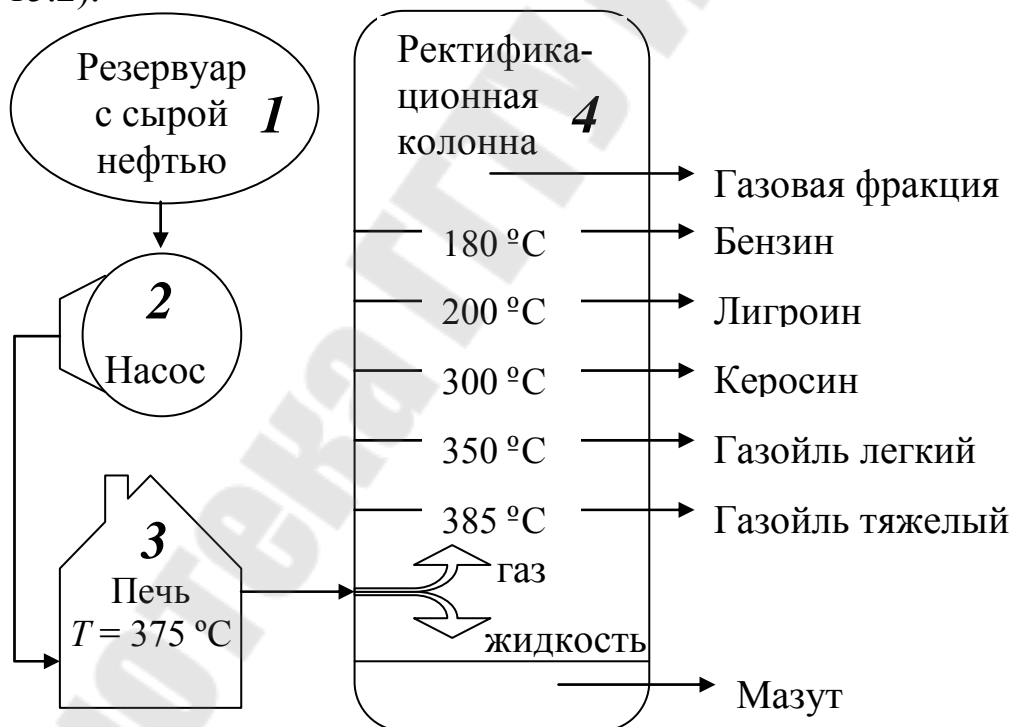 Резервуар
с сырой
нефтью
1
2
Насос
3
Печь
T = 375 ºC
Ректифика-
ционная
колонна
4
Газовая фракция
180 ºC
Бензин
200 ºC
Лигроин
300 ºC
Керосин
350 ºC
Газойль легкий
385 ºC
Газойль тяжелый
газ
жидкость
Мазут